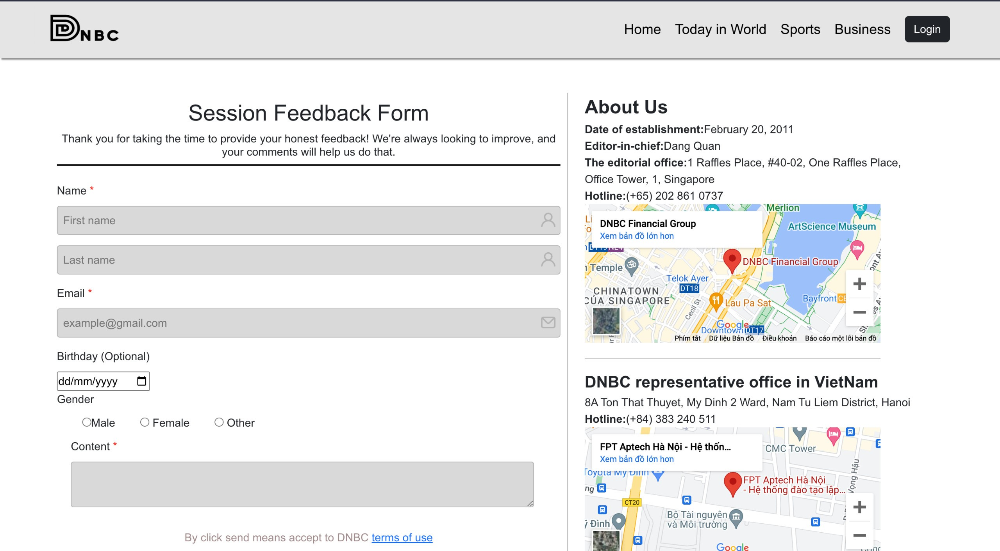 DNBC
Home Today in World Sports Business Login
Session Feedback Form
Thank you for taking the time to provide your honest feedback! We're always looking to improve, and
your comments will help us do that.
Name *
First name
Last name
Email *
example@gmail.com
Birthday (Optional)
dd/mm/yyyy
Gender
Male Female Other
Content *
By click send means accept to DNBC terms of use
About Us
Date of establishment:February 20, 2011
Editor-in-chief:Dang Quan
The editorial office:1 Raffles Place, #40-02, One Raffles Place,
Office Tower, 1, Singapore
Hotline:(+65) 202 861 0737
Merlion
DNBC Financial Group
Xem bản đồ lớn hơn
ArtScience Museum
DNBC Financial Group
Temple
Telok Ayer
DT18
CHINATOWN
CỦA SINGAPORE
Bayfront
Lau Pa Sat
Cecil St
Google
Downtown DT17
Phím tắt Dữ liệu Bản đồ Điều khoản Báo cáo một lỗi bản đồ
DNBC representative office in VietNam
8A Ton That Thuyet, My Dinh 2 Ward, Nam Tu Liem District, Hanoi
Hotline:(+84) 383 240 511
FPT Aptech Hà Nội - Hệ thốn...
Xem bản đồ lớn hơn
CMC Tower
Toyota Mỹ Đình
FPT Aptech Hà Nội
- Hệ thống đào tạo lập...
Vọng Hậu
CT20
Bộ Tài nguyên
và Môi trường
Đình
Google